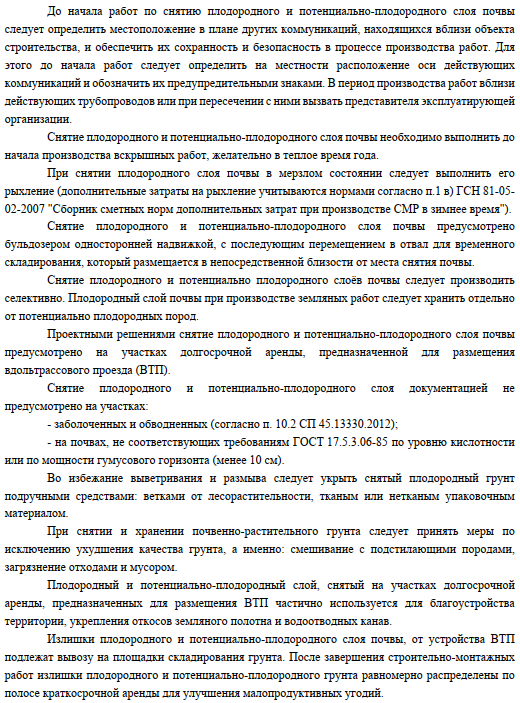 До начала работ по снятию плодородного и потенциально-плодородного слоя почвы
следует определить местоположение в плане других коммуникаций, находящихся вблизи объекта
строительства, и обеспечить их сохранность и безопасность в процессе производства работ. Для
этого до начала работ следует определить на местности расположение оси действующих
коммуникаций и обозначить их предупредительными знаками. В период производства работ вблизи
действующих трубопроводов или при пересечении с ними вызвать представителя эксплуатирующей
организации.
Снятие плодородного и потенциально-плодородного слоя почвы необходимо выполнить до
начала производства вскрышных работ, желательно в теплое время года.
При снятии плодородного слоя почвы в мерзлом состоянии следует выполнить его
рыхление (дополнительные затраты на рыхление учитываются нормами согласно п.1 в) ГСН 81-05-
02-2007 "Сборник сметных норм дополнительных затрат при производстве СМР в зимнее время").
Снятие плодородного и потенциально-плодородного слоя почвы предусмотрено
бульдозером односторонней надвижкой, с последующим перемещением в отвал для временного
складирования, который размещается в непосредственной близости от места снятия почвы.
Снятие плодородного и потенциально плодородного слоёв почвы следует производить
селективно. Плодородный слой почвы при производстве земляных работ следует хранить отдельно
от потенциально плодородных пород.
Проектными решениями снятие плодородного и потенциально-плодородного слоя почвы
предусмотрено на участках долгосрочной аренды, предназначенной для размещения
вдольтрассового проезда (ВТП).
Снятие плодородного и потенциально-плодородного слоя документацией не
предусмотрено на участках:
- заболоченных и обводненных (согласно п. 10.2 СП 45.13330.2012);
- на почвах, не соответствующих требованиям ГОСТ 17.5.3.06-85 по уровню кислотности
или по мощности гумусового горизонта (менее 10 см).
Во избежание выветривания и размыва следует укрыть снятый плодородный грунт
подручными средствами: ветками от лесорастительности, тканым или нетканым упаковочным
материалом.
При снятии и хранении почвенно-растительного грунта следует принять меры по
исключению ухудшения качества грунта, а именно: смешивание с подстилающими породами,
загрязнение отходами и мусором.
Плодородный и потенциально-плодородный слой, снятый на участках долгосрочной
аренды, предназначенных для размещения ВТП частично используется для благоустройства
территории, укрепления откосов земляного полотна и водоотводных канав.
Излишки плодородного и потенциально-плодородного слоя почвы, от устройства ВТП
подлежат вывозу на площадки складирования грунта. После завершения строительно-монтажных
работ излишки плодородного и потенциально-плодородного грунта равномерно распределены по
полосе краткосрочной аренды для улучшения малопродуктивных угодий.